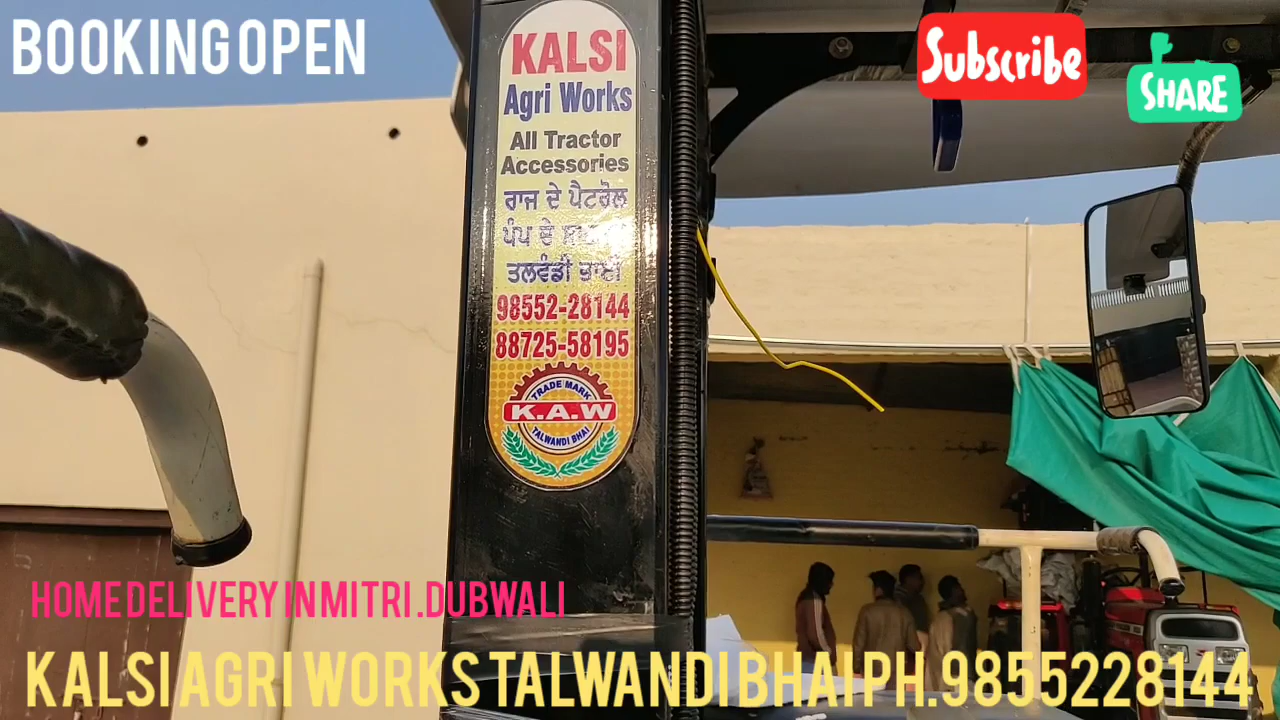 BOOKING OPEN
Subscribe
SHARE
KALSI
Agri Works
All Tractor
Accessories
ਰਾਜ ਦੇ ਪੈਟਰੋਲ
ਪੰਪ ਦੇ
ਤਲਵੰਡੀ ਭਾਈ
98552-28144
88725-58195
TRADE MARK
K.A.W
TALWANDI BHAI
HOME DELIVERY IN MITRI .DUBWALI
KALSI AGRI WORKS TALWANDI BHAI PH.9855228144